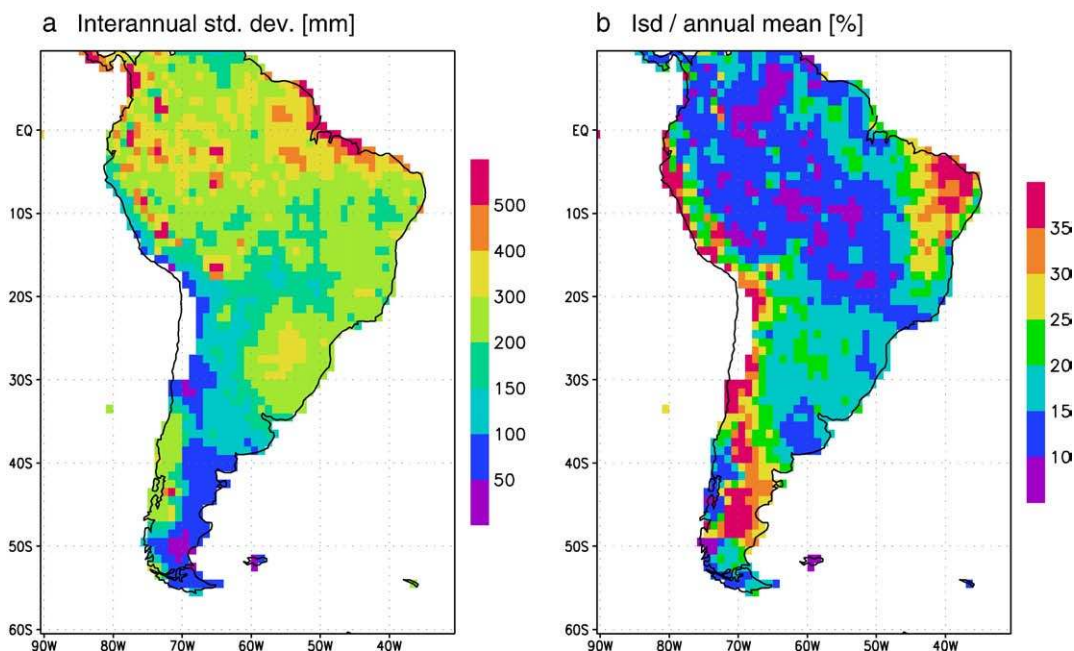 a Interannual std. dev. [mm]
EQ
10S
20S
30S
40S
50S
60S
90W 80W 70W 60W 50W 40W
500
400
300
200
150
100
50
b Isd / annual mean [%]
EQ
10S
20S
30S
40S
50S
60S
90W 80W 70W 60W 50W 40W
35
30
25
20
15
10